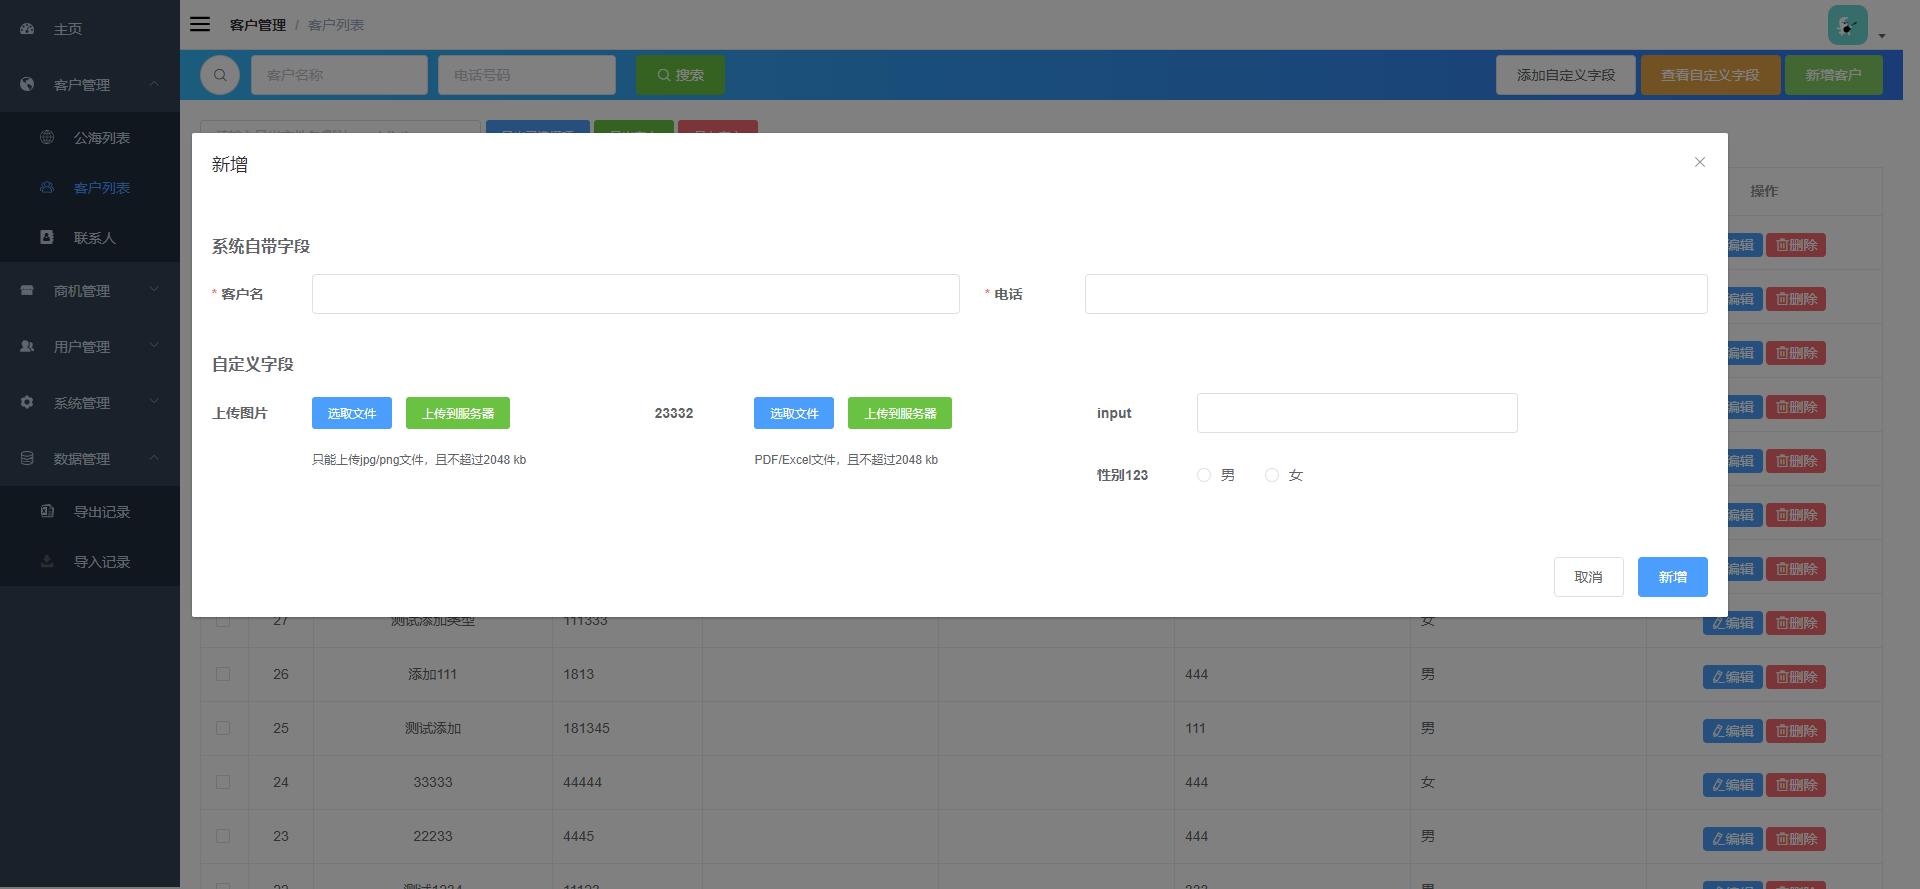 主页
客户管理
公海列表
客户列表
联系人
商机管理
用户管理
系统管理
数据管理
导出记录
导入记录
客户管理 / 客户列表
客户名称
电话号码
搜索
添加自定义字段
查看自定义字段
新增客户
新增
系统自带字段
* 客户名
* 电话
自定义字段
上传图片
选取文件
上传到服务器
只能上传jpg/png文件，且不超过2048 kb
23332
选取文件
上传到服务器
PDF/Excel文件，且不超过2048 kb
input
性别123
男
女
取消
新增
操作
编辑 删除
编辑 删除
编辑 删除
编辑 删除
编辑 删除
编辑 删除
编辑 删除
27 测试添加类型 111333 女 编辑 删除
26 添加111 1813 444 男 编辑 删除
25 测试添加 181345 111 男 编辑 删除
24 33333 44444 444 女 编辑 删除
23 22233 4445 444 男 编辑 删除